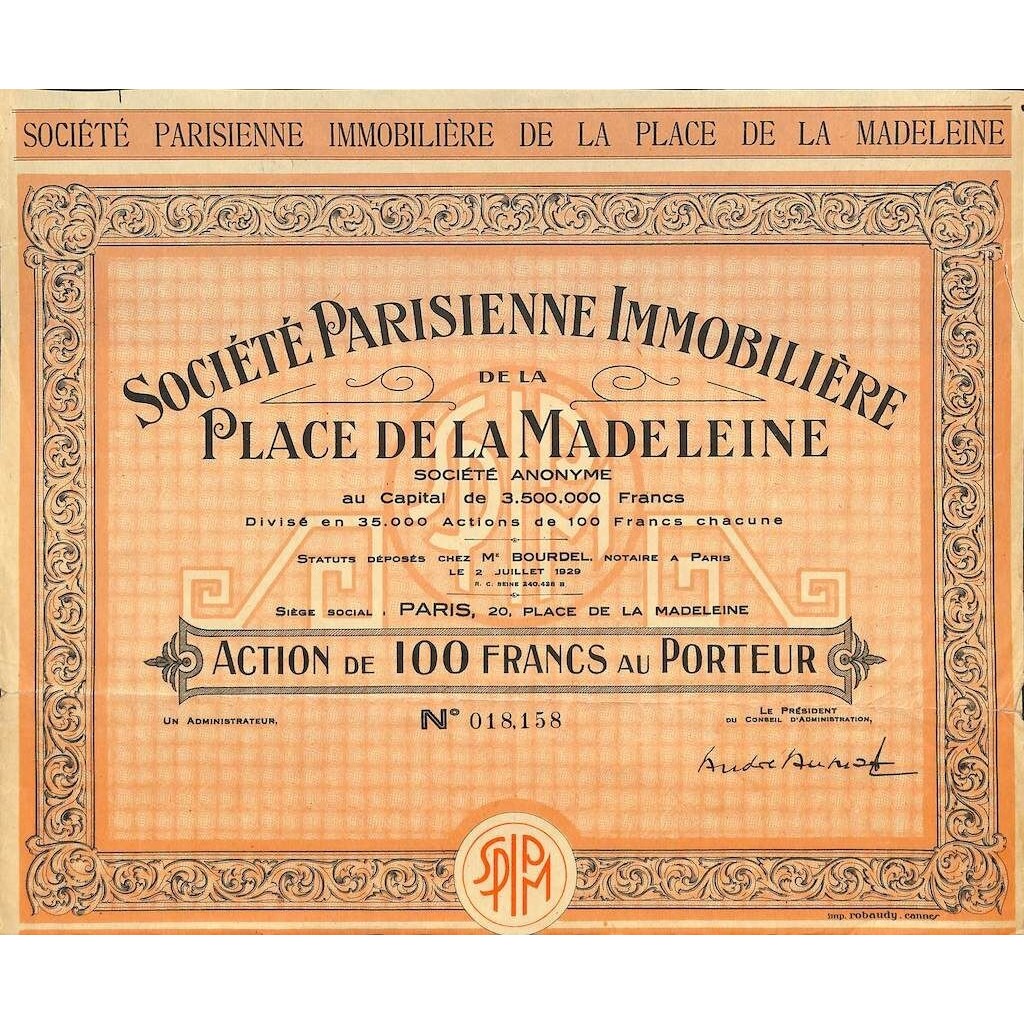 SOCIÉTÉ PARISIENNE IMMOBILIÈRE DE LA PLACE DE LA MADELEINE
SOCIÉTÉ PARISIENNE IMMOBILIÈRE
DE LA
PLACE DE LA MADELEINE
SOCIÉTÉ ANONYME
au Capital de 3.500.000 Francs
Divisé en 35.000 Actions de 100 Francs chacune
STATUTS DÉPOSÉS CHEZ Mᵉ BOURDEL, NOTAIRE A PARIS
LE 2 JUILLET 1929
R. C. SEINE 240.428 B
SIÈGE SOCIAL : PARIS, 20, PLACE DE LA MADELEINE
ACTION DE 100 FRANCS AU PORTEUR
UN ADMINISTRATEUR,
N° 018,158
LE PRÉSIDENT
DU CONSEIL D'ADMINISTRATION,
SPIPM
imp. robaudy. cannes